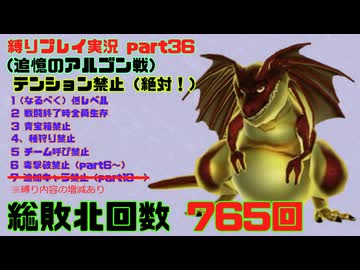 縛りプレイ実況 part36
(追憶のアルゴン戦)
テンション禁止（絶対！）
1（なるべく）低レベル
2 戦闘終了時全員生存
3 青宝箱禁止
4、種狩り禁止
5 チーム呼び禁止
6 毒撃破禁止（part6～）
7 追加キャラ禁止（part18～）
※縛り内容の増減あり
総敗北回数 765回